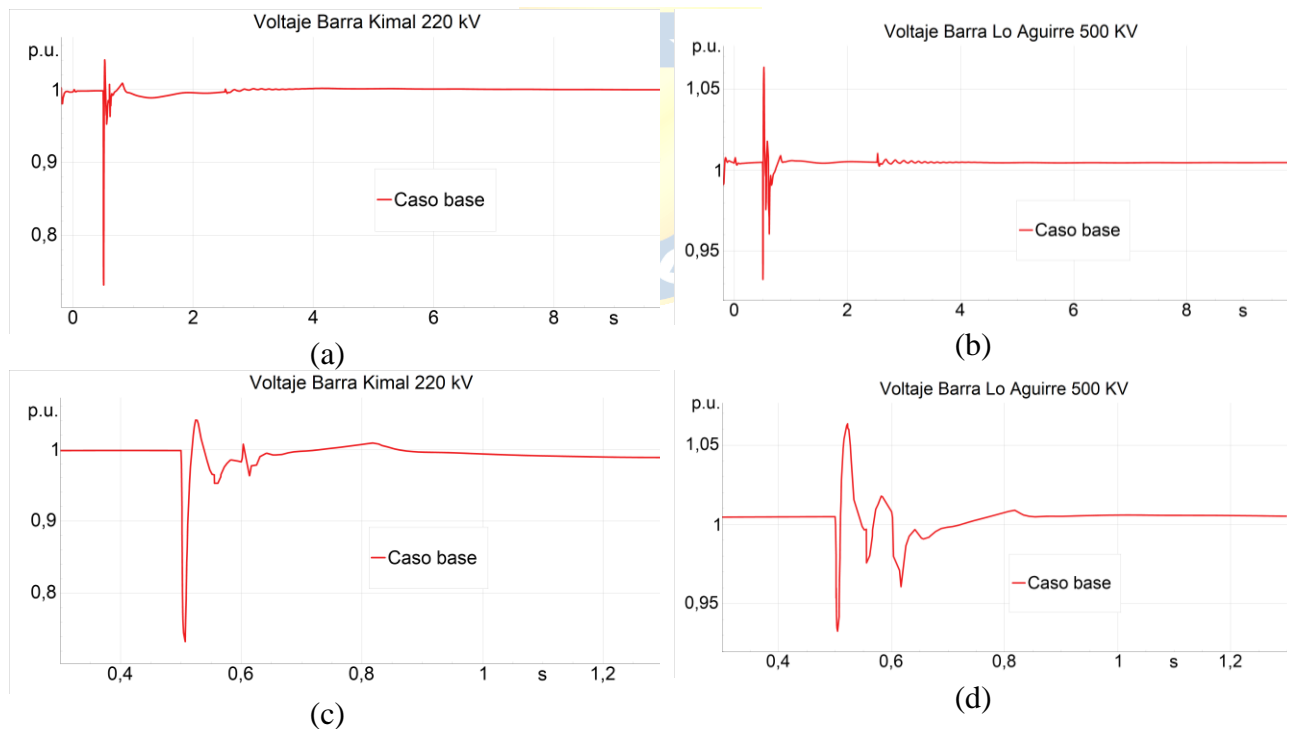 Voltaje Barra Kimal 220 kV
p.u.
1
0,9
0,8
Caso base
0 2 4 6 8 s
(a)
Voltaje Barra Lo Aguirre 500 KV
p.u.
1,05
1
0,95
Caso base
0 2 4 6 8 s
(b)
Voltaje Barra Kimal 220 kV
p.u.
1
0,9
0,8
Caso base
0,4 0,6 0,8 1 s 1,2
(c)
Voltaje Barra Lo Aguirre 500 KV
p.u.
1,05
1
0,95
Caso base
0,4 0,6 0,8 1 s 1,2
(d)